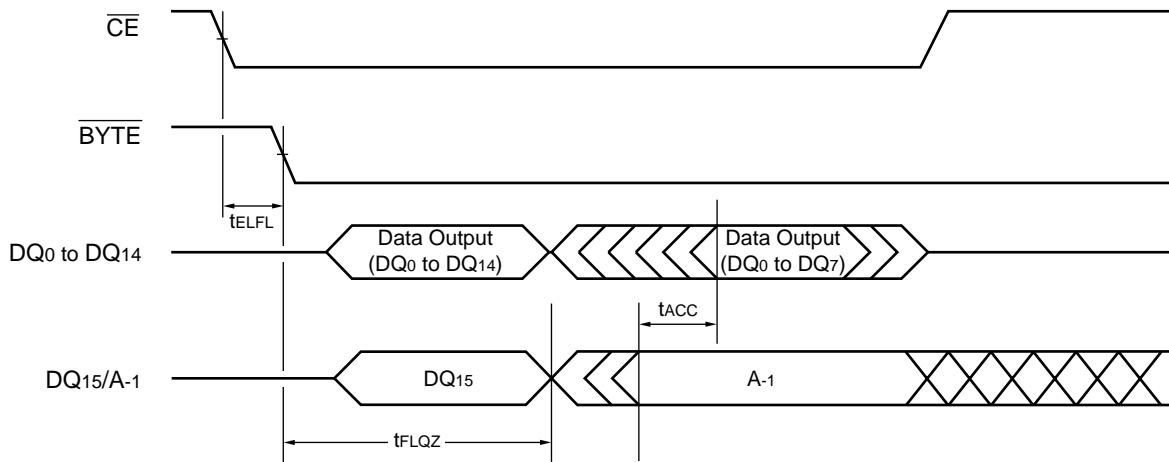 CE
BYTE
tELFL
DQ0 to DQ14
Data Output
(DQ0 to DQ14)
Data Output
(DQ0 to DQ7)
tACC
DQ15/A-1
DQ15
A-1
tFLQZ